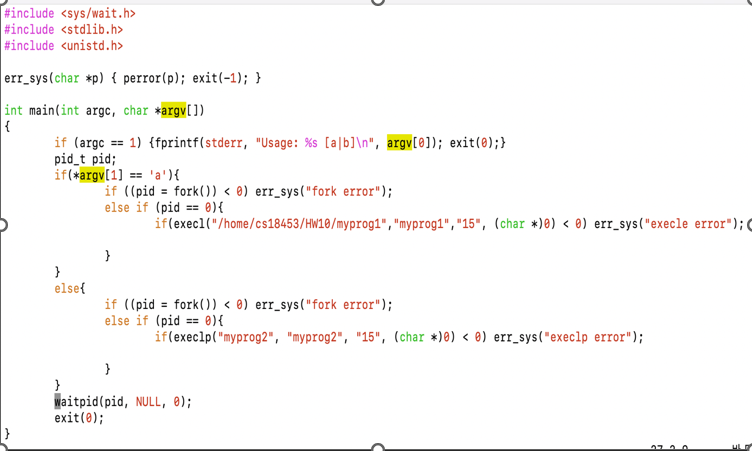 #include <sys/wait.h>
#include <stdlib.h>
#include <unistd.h>
err_sys(char *p) { perror(p); exit(-1); }
int main(int argc, char *argv[])
{
if (argc == 1) {fprintf(stderr, "Usage: %s [a|b]\n", argv[0]); exit(0);}
pid_t pid;
if(*argv[1] == 'a'){
if ((pid = fork()) < 0) err_sys("fork error");
else if (pid == 0){
if(execl("/home/cs18453/HW10/myprog1","myprog1","15", (char *)0) < 0) err_sys("execle error");
}
}
else{
if ((pid = fork()) < 0) err_sys("fork error");
else if (pid == 0){
if(execlp("myprog2", "myprog2", "15", (char *)0) < 0) err_sys("execlp error");
}
}
waitpid(pid, NULL, 0);
exit(0);
}